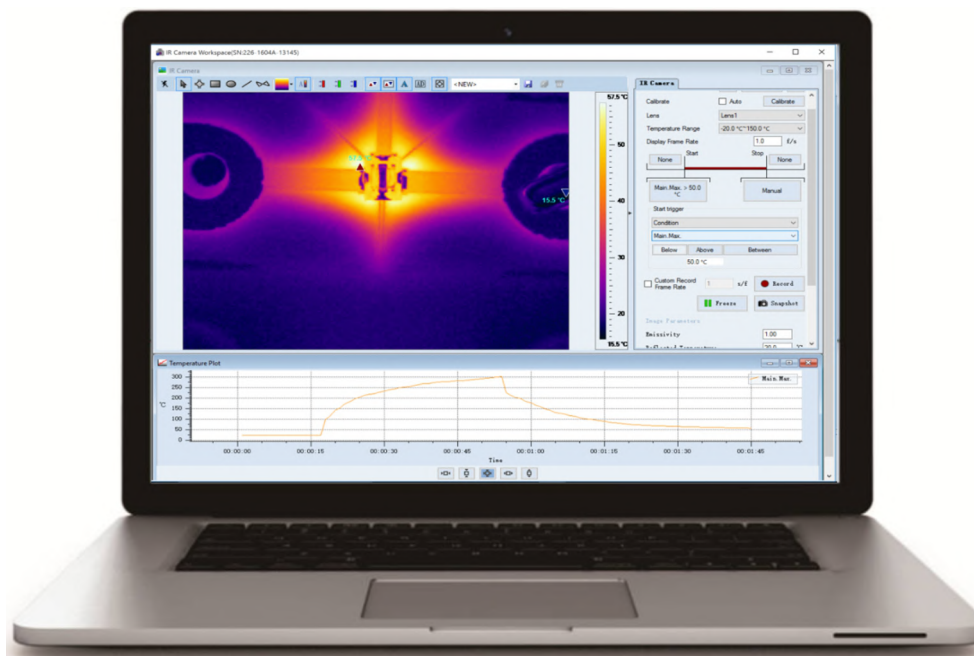 IR Camera Workspace(SN:226-1604A-13145)
IR Camera
<NEW>
57.5 ℃
50
40
30
20
15.5 ℃
15.5 ℃
IR Camera
Calibrate
Auto
Calibrate
Lens
Lens1
Temperature Range
-20.0 ℃~150.0 ℃
Display Frame Rate
1.0
f/s
Start
Stop
None
None
Main.Max. > 50.0 ℃
Manual
Start trigger
Condition
Main.Max.
Below
Above
Between
50.0 ℃
Custom Record Frame Rate
1
s/f
Record
Freeze
Snapshot
Image Parameters
Emissivity
1.00
Temperature Plot
300
250
200
150
100
50
0
℃
Main.Max.
00:00:00
00:00:15
00:00:30
00:00:45
00:01:00
00:01:15
00:01:30
00:01:45
Time